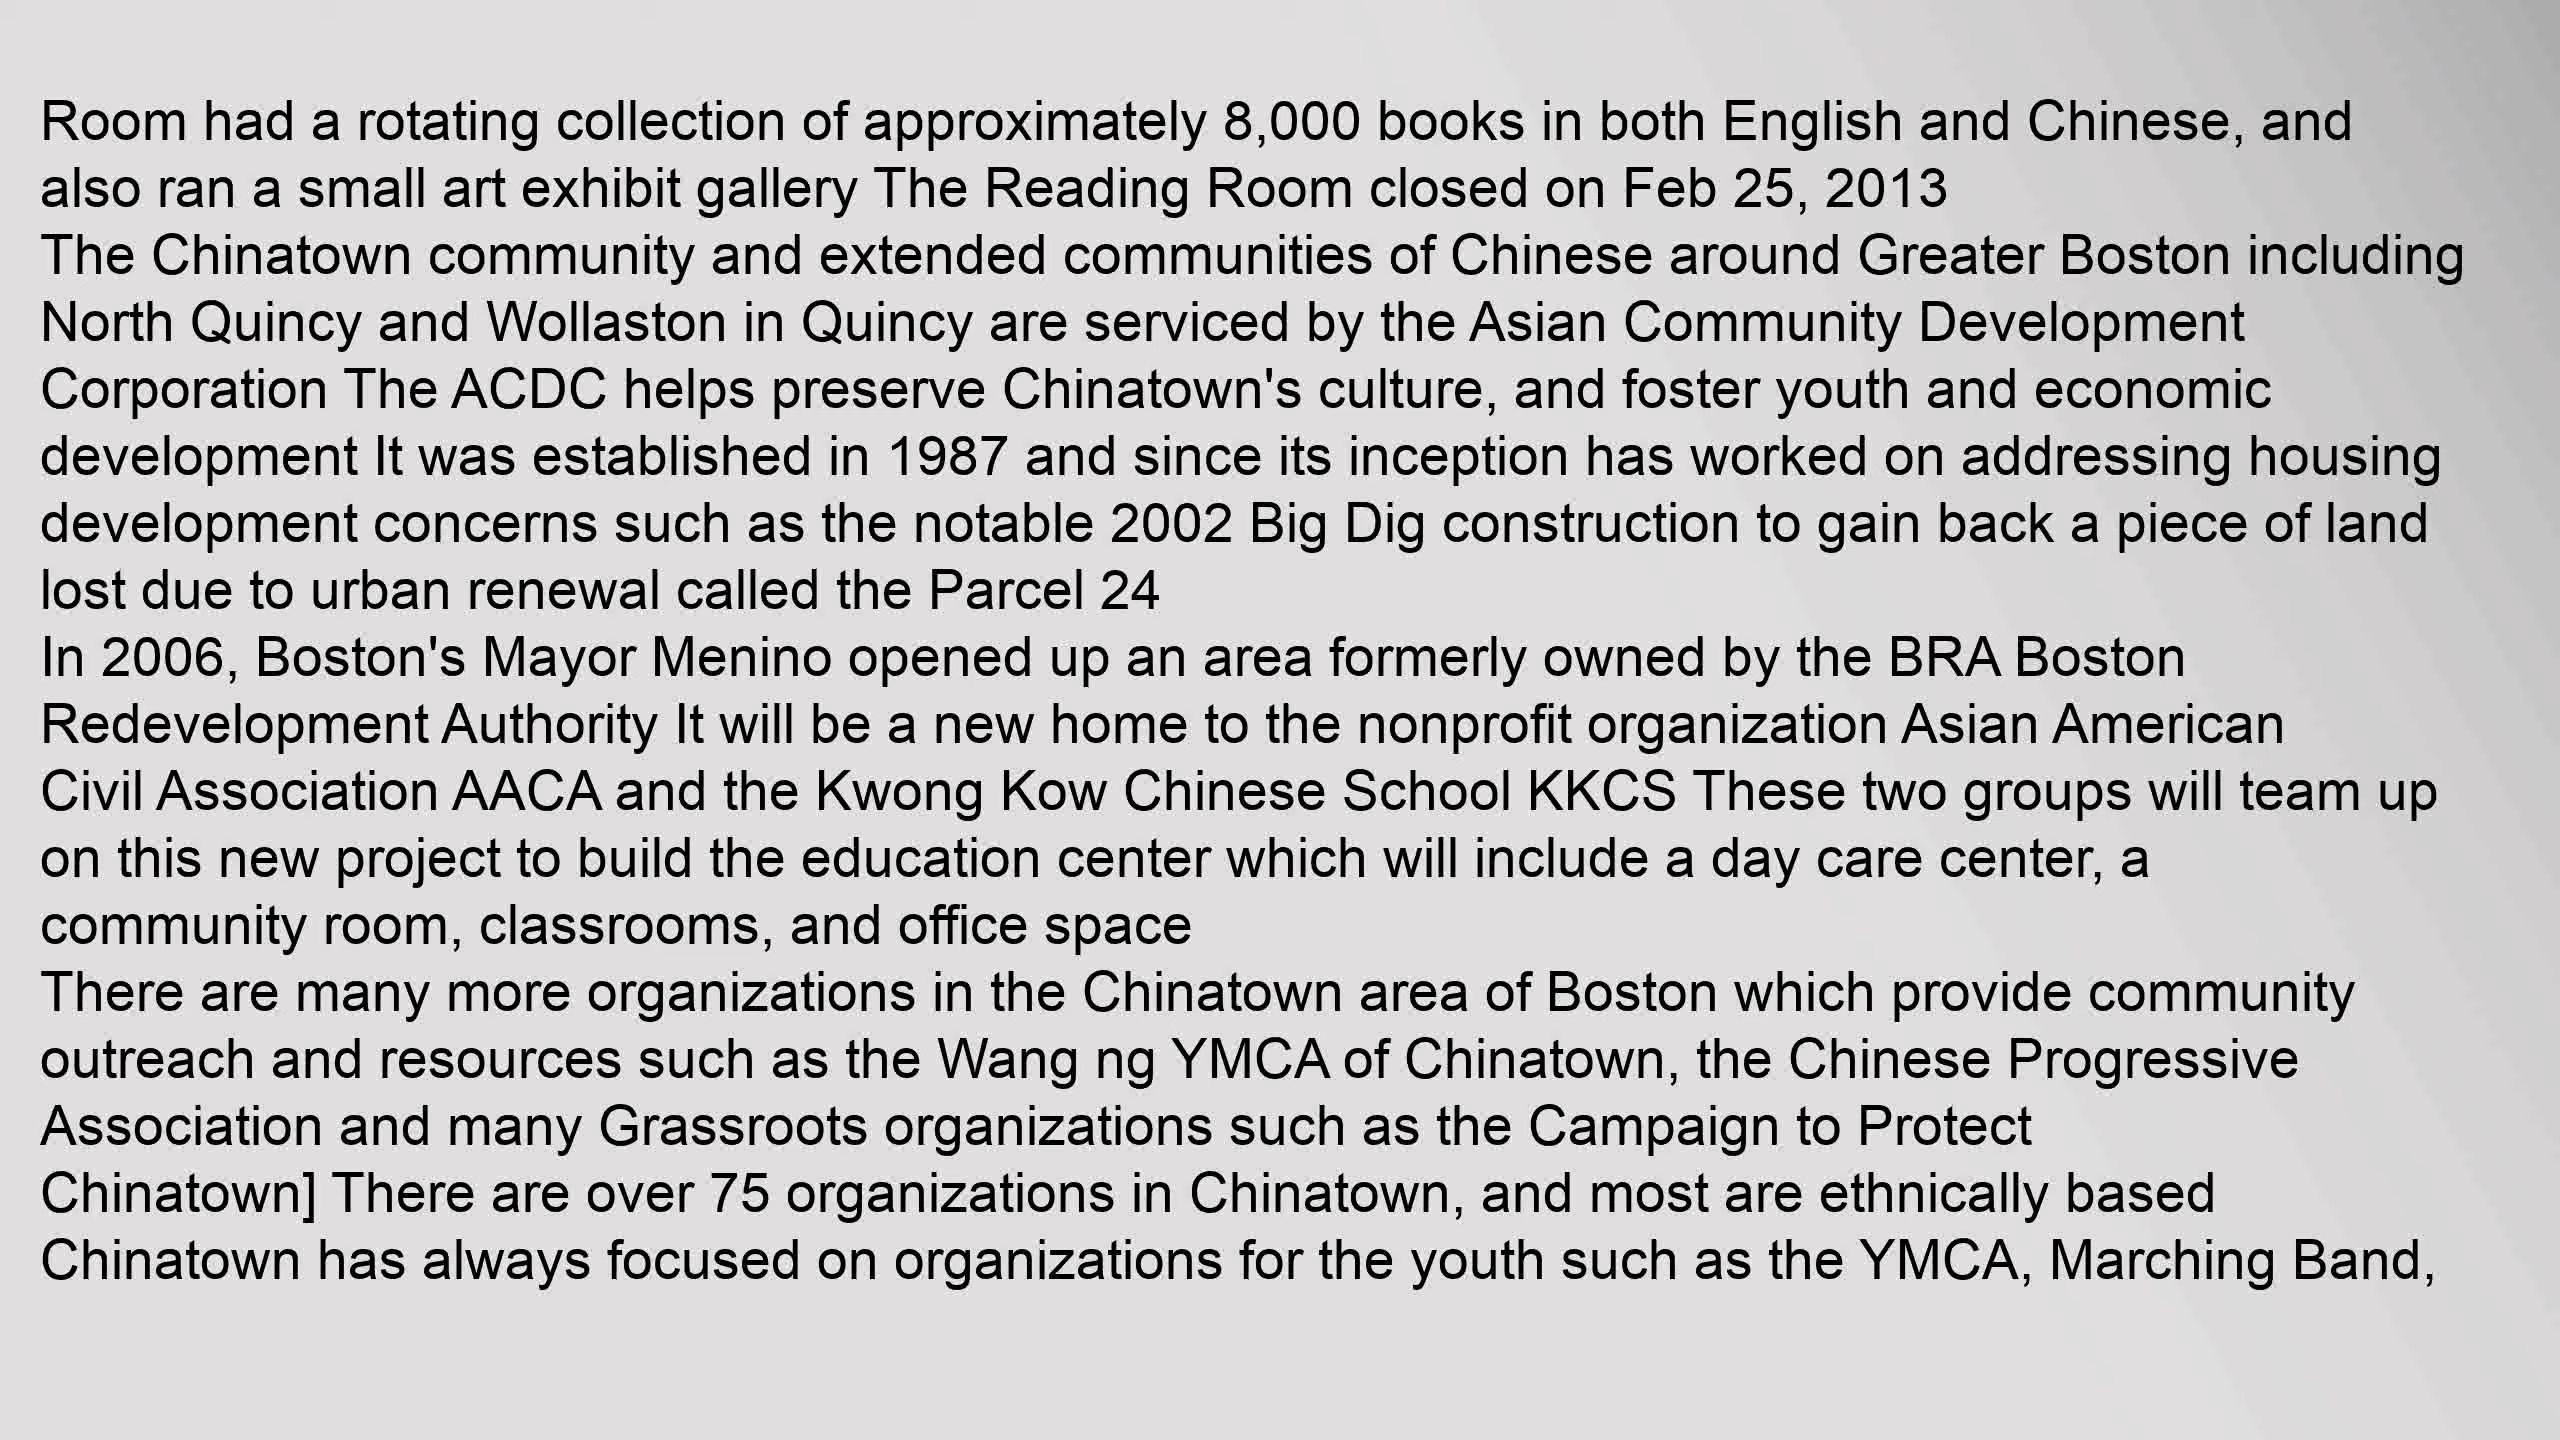 Room had a rotating collection of approximately 8,000 books in both English and Chinese, and
also ran a small art exhibit gallery The Reading Room closed on Feb 25, 2013
The Chinatown community and extended communities of Chinese around Greater Boston including
North Quincy and Wollaston in Quincy are serviced by the Asian Community Development
Corporation The ACDC helps preserve Chinatown's culture, and foster youth and economic
development It was established in 1987 and since its inception has worked on addressing housing
development concerns such as the notable 2002 Big Dig construction to gain back a piece of land
lost due to urban renewal called the Parcel 24
In 2006, Boston's Mayor Menino opened up an area formerly owned by the BRA Boston
Redevelopment Authority It will be a new home to the nonprofit organization Asian American
Civil Association AACA and the Kwong Kow Chinese School KKCS These two groups will team up
on this new project to build the education center which will include a day care center, a
community room, classrooms, and office space
There are many more organizations in the Chinatown area of Boston which provide community
outreach and resources such as the Wang ng YMCA of Chinatown, the Chinese Progressive
Association and many Grassroots organizations such as the Campaign to Protect
Chinatown] There are over 75 organizations in Chinatown, and most are ethnically based
Chinatown has always focused on organizations for the youth such as the YMCA, Marching Band,